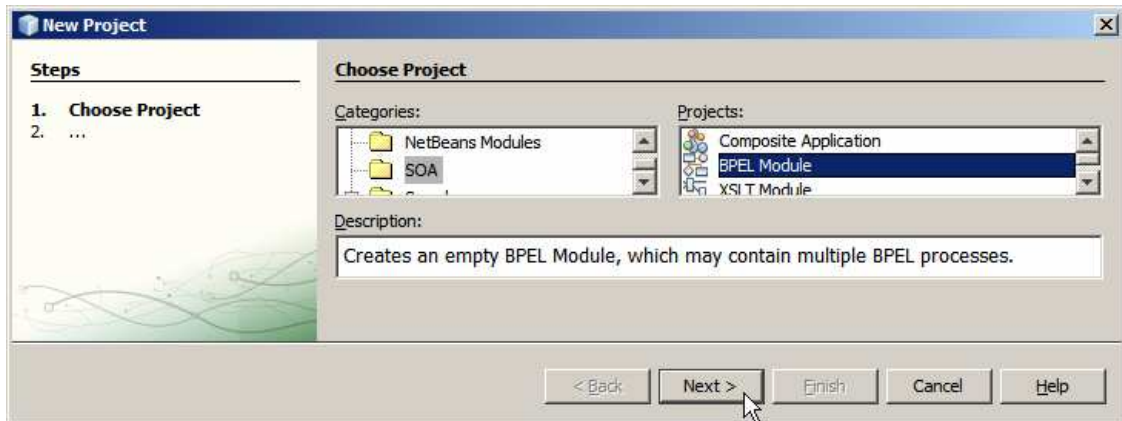 New Project
Steps
1. Choose Project
2. ...
Choose Project
Categories:
NetBeans Modules
SOA
Projects:
Composite Application
BPEL Module
XSLT Module
Description:
Creates an empty BPEL Module, which may contain multiple BPEL processes.
< Back
Next >
Finish
Cancel
Help